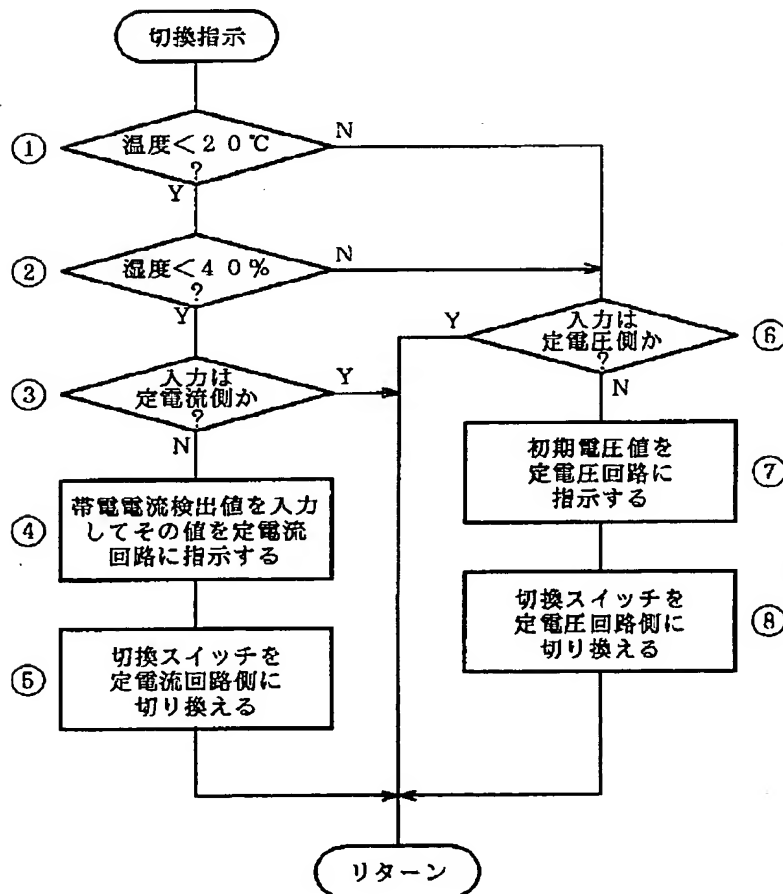 切換指示
① 温度＜２０℃ N
？
Y
② 湿度＜４０％ N
？
Y
③ 入力は Y
定電流側か
？
N
④ 帯電電流検出値を入力
してその値を定電流
回路に指示する
⑤ 切換スイッチを
定電流回路側に
切り換える
Y 入力は ⑥
定電圧側か
？
N
初期電圧値を ⑦
定電圧回路に
指示する
切換スイッチを ⑧
定電圧回路側に
切り換える
リターン